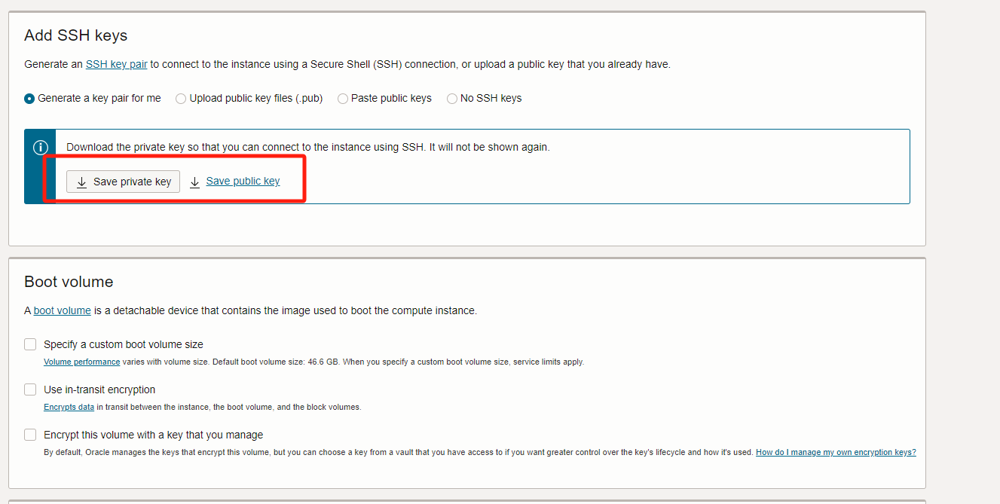 Add SSH keys
Generate an SSH key pair to connect to the instance using a Secure Shell (SSH) connection, or upload a public key that you already have.
Generate a key pair for me Upload public key files (.pub) Paste public keys No SSH keys
Download the private key so that you can connect to the instance using SSH. It will not be shown again.
Save private key Save public key
Boot volume
A boot volume is a detachable device that contains the image used to boot the compute instance.
Specify a custom boot volume size
Volume performance varies with volume size. Default boot volume size: 46.6 GB. When you specify a custom boot volume size, service limits apply.
Use in-transit encryption
Encrypts data in transit between the instance, the boot volume, and the block volumes.
Encrypt this volume with a key that you manage
By default, Oracle manages the keys that encrypt this volume, but you can choose a key from a vault that you have access to if you want greater control over the key's lifecycle and how it's used. How do I manage my own encryption keys?